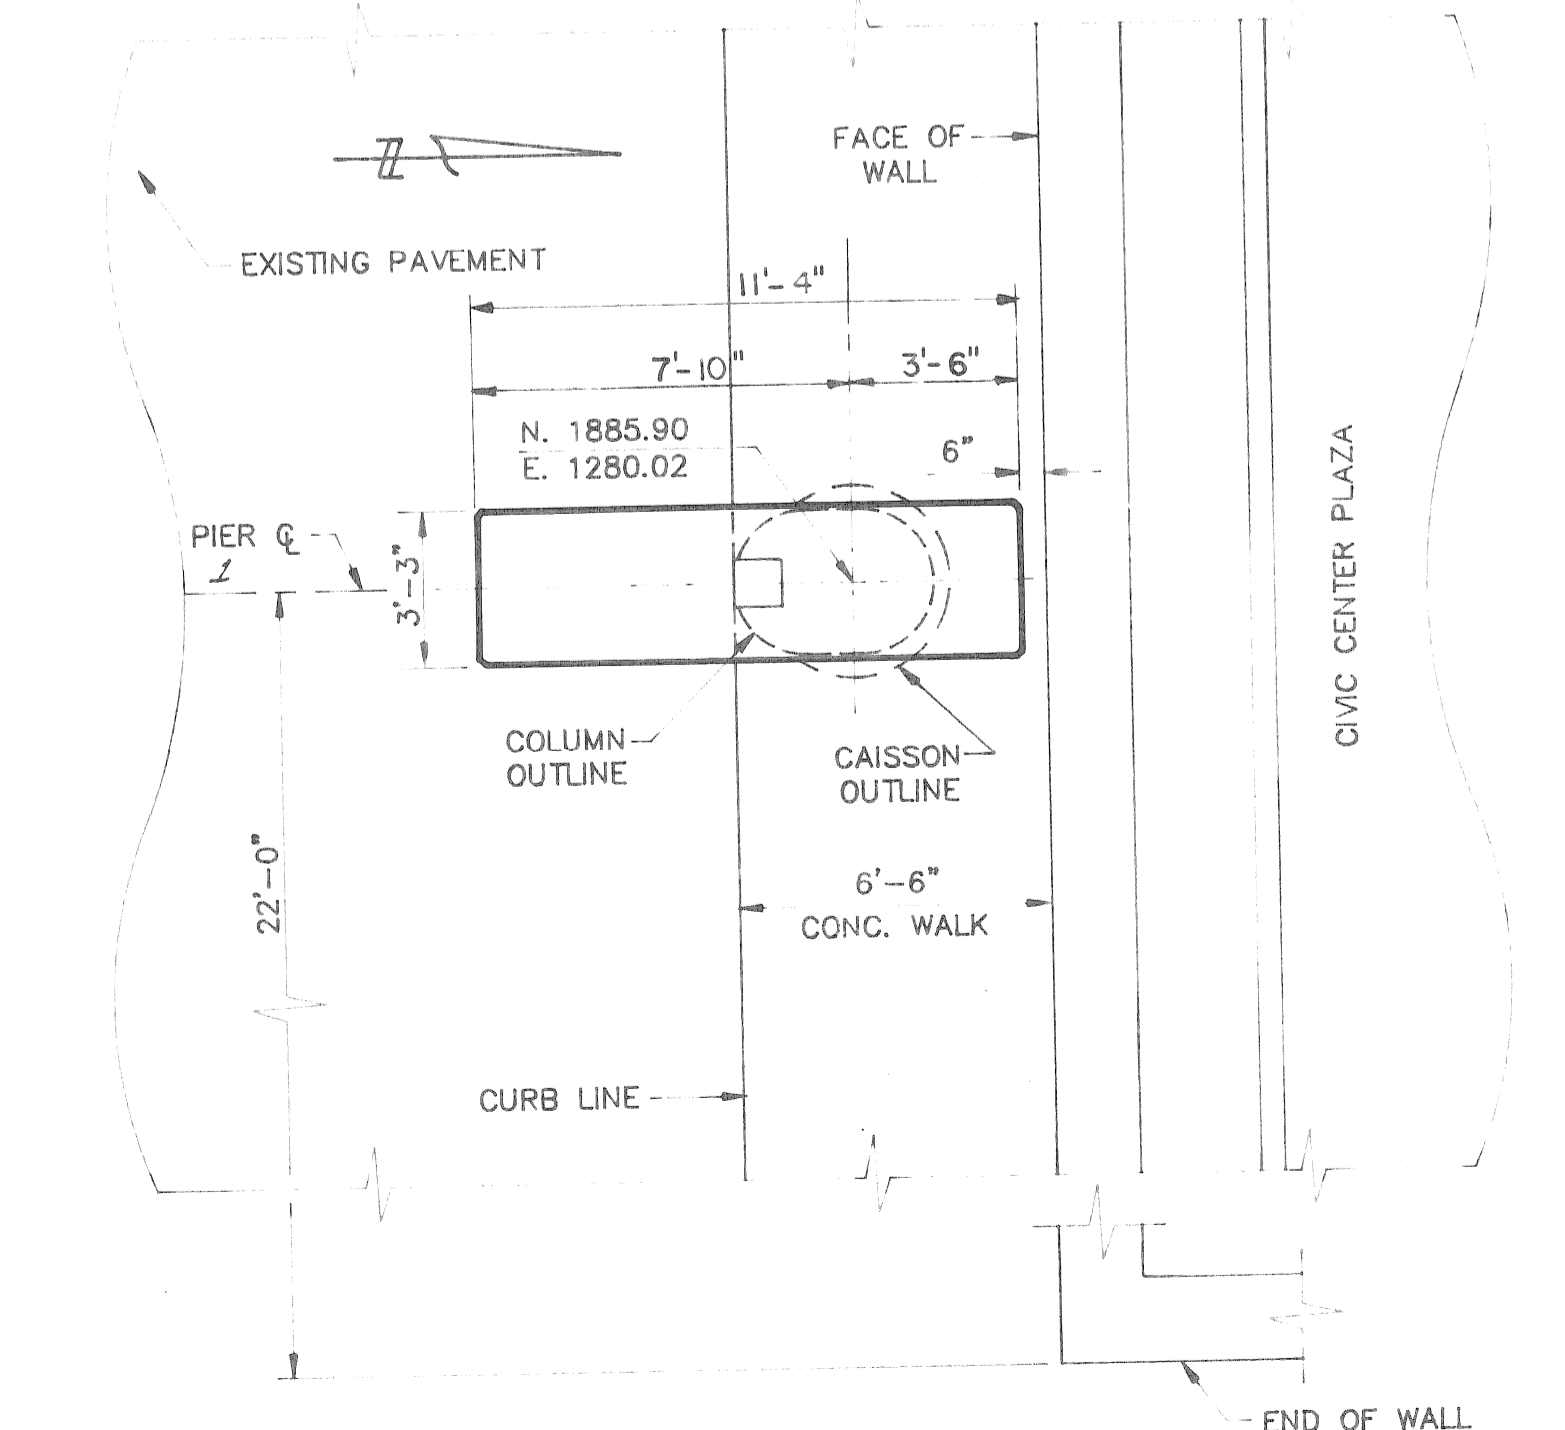 FACE OF
WALL
N
EXISTING PAVEMENT
11'-4"
7'-10"
3'-6"
N. 1885.90
E. 1280.02
6"
PIER ℄
1
3'-3"
CIVIC CENTER PLAZA
COLUMN
OUTLINE
CAISSON
OUTLINE
22'-0"
6'-6"
CONC. WALK
CURB LINE
END OF WALL